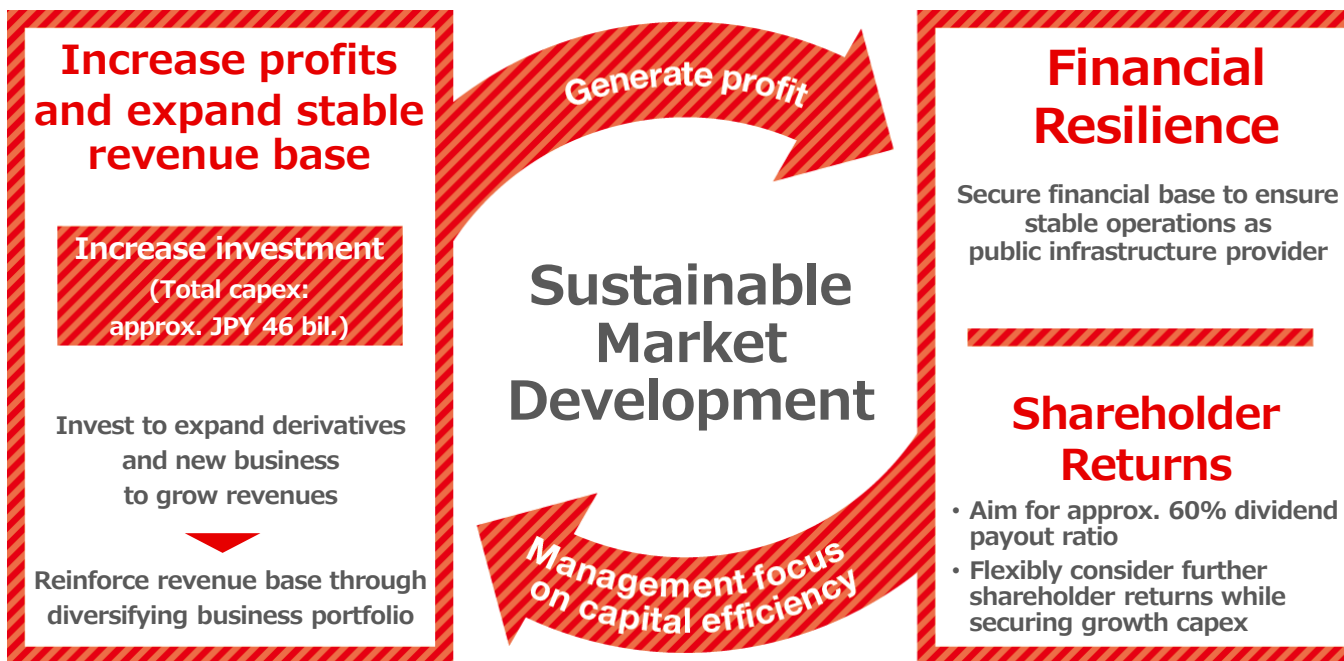 Increase profits
and expand stable
revenue base
Increase investment
(Total capex:
approx. JPY 46 bil.)
Invest to expand derivatives
and new business
to grow revenues
Reinforce revenue base through
diversifying business portfolio
Generate profit
Sustainable
Market
Development
Management focus
on capital efficiency
Financial
Resilience
Secure financial base to ensure
stable operations as
public infrastructure provider
Shareholder
Returns
• Aim for approx. 60% dividend
payout ratio
• Flexibly consider further
shareholder returns while
securing growth capex